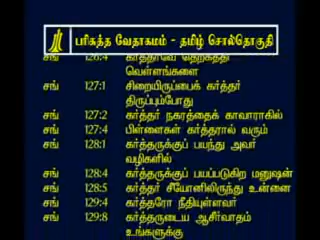 பரிசுத்த வேதாகமம் - தமிழ் சொல்தொகுதி
சங் 126:4 கர்த்தாவே தெற்கத்தி
வெள்ளங்களை
சங் 127:1 சிறையிருப்பைக் கர்த்தர்
திருப்பும்போது
சங் 127:2 கர்த்தர் நகரத்தைக் காவாராகில்
சங் 127:4 பிள்ளைகள் கர்த்தரால் வரும்
சங் 128:1 கர்த்தருக்குப் பயந்து அவர்
வழிகளில்
சங் 128:4 கர்த்தருக்குப் பயப்படுகிற மனுஷன்
சங் 128:5 கர்த்தர் சீயோனிலிருந்து உன்னை
சங் 129:4 கர்த்தரோ நீதியுள்ளவர்
சங் 129:8 கர்த்தருடைய ஆசீர்வாதம்
உங்களுக்கு